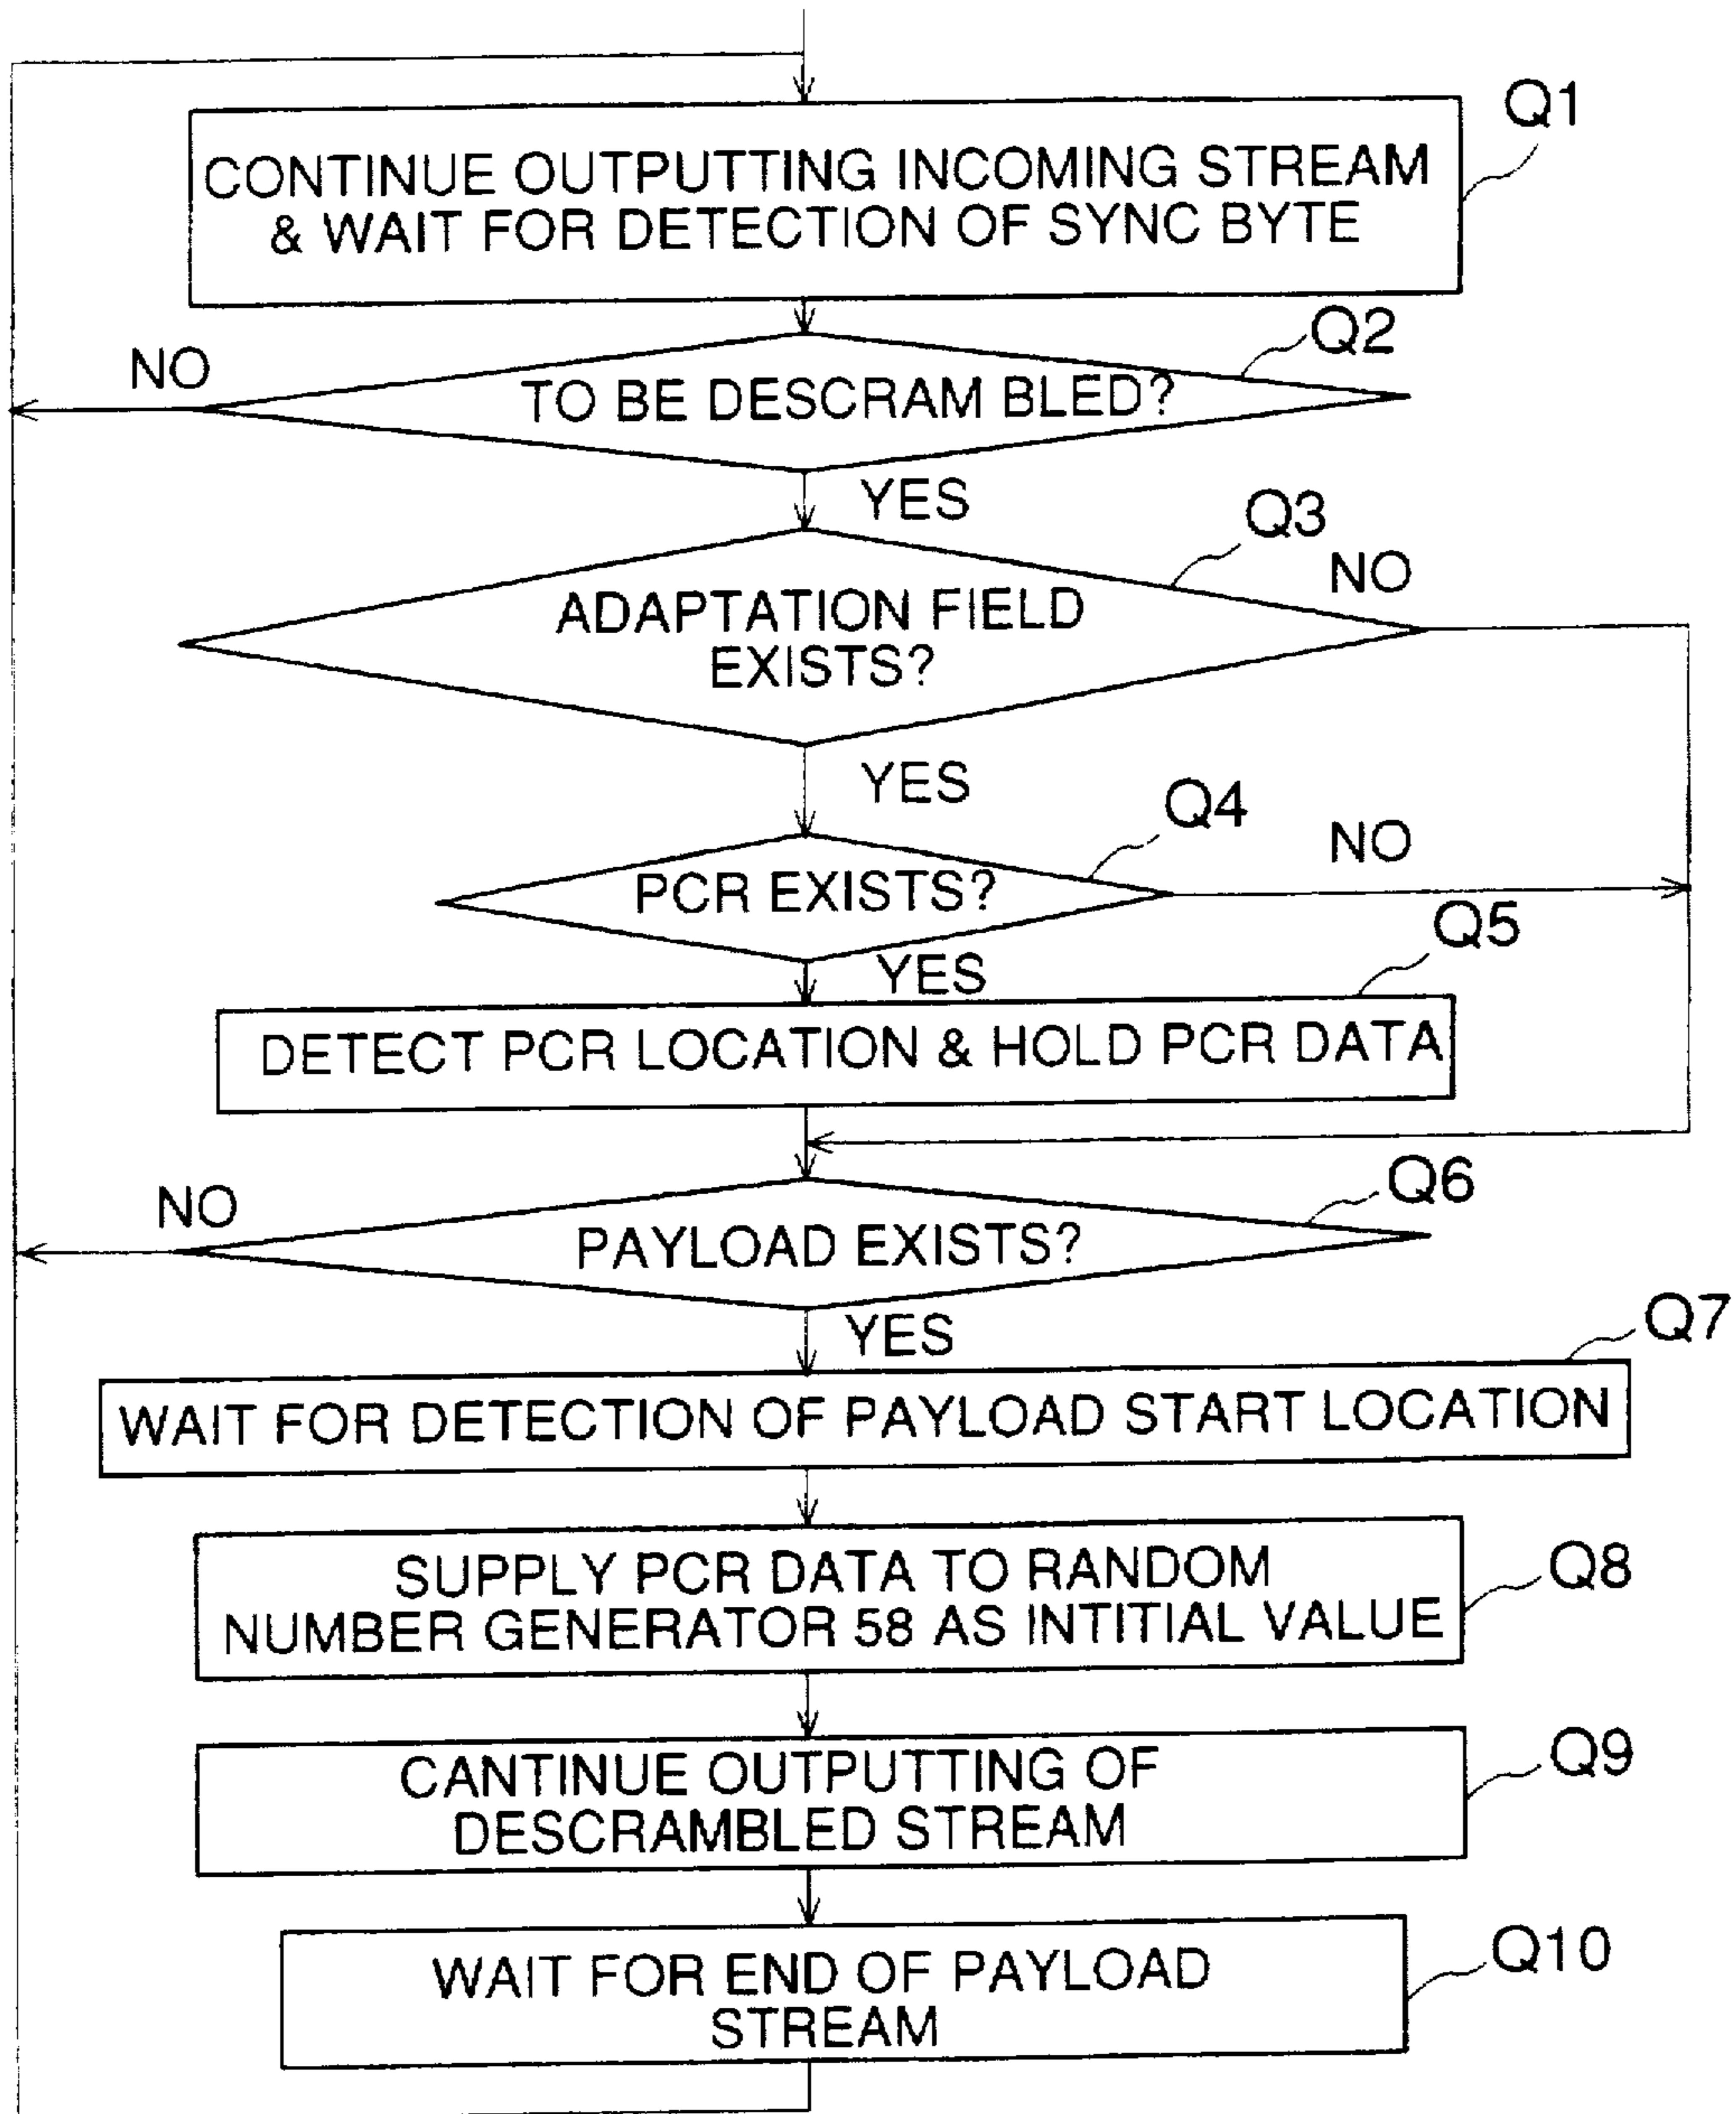 Q1
CONTINUE OUTPUTTING INCOMING STREAM
& WAIT FOR DETECTION OF SYNC BYTE
Q2
NO
TO BE DESCRAM BLED?
YES
Q3
NO
ADAPTATION FIELD
EXISTS?
YES
Q4
NO
PCR EXISTS?
Q5
YES
DETECT PCR LOCATION & HOLD PCR DATA
Q6
NO
PAYLOAD EXISTS?
Q7
YES
WAIT FOR DETECTION OF PAYLOAD START LOCATION
Q8
SUPPLY PCR DATA TO RANDOM
NUMBER GENERATOR 58 AS INTITIAL VALUE
Q9
CANTINUE OUTPUTTING OF
DESCRAMBLED STREAM
Q10
WAIT FOR END OF PAYLOAD
STREAM